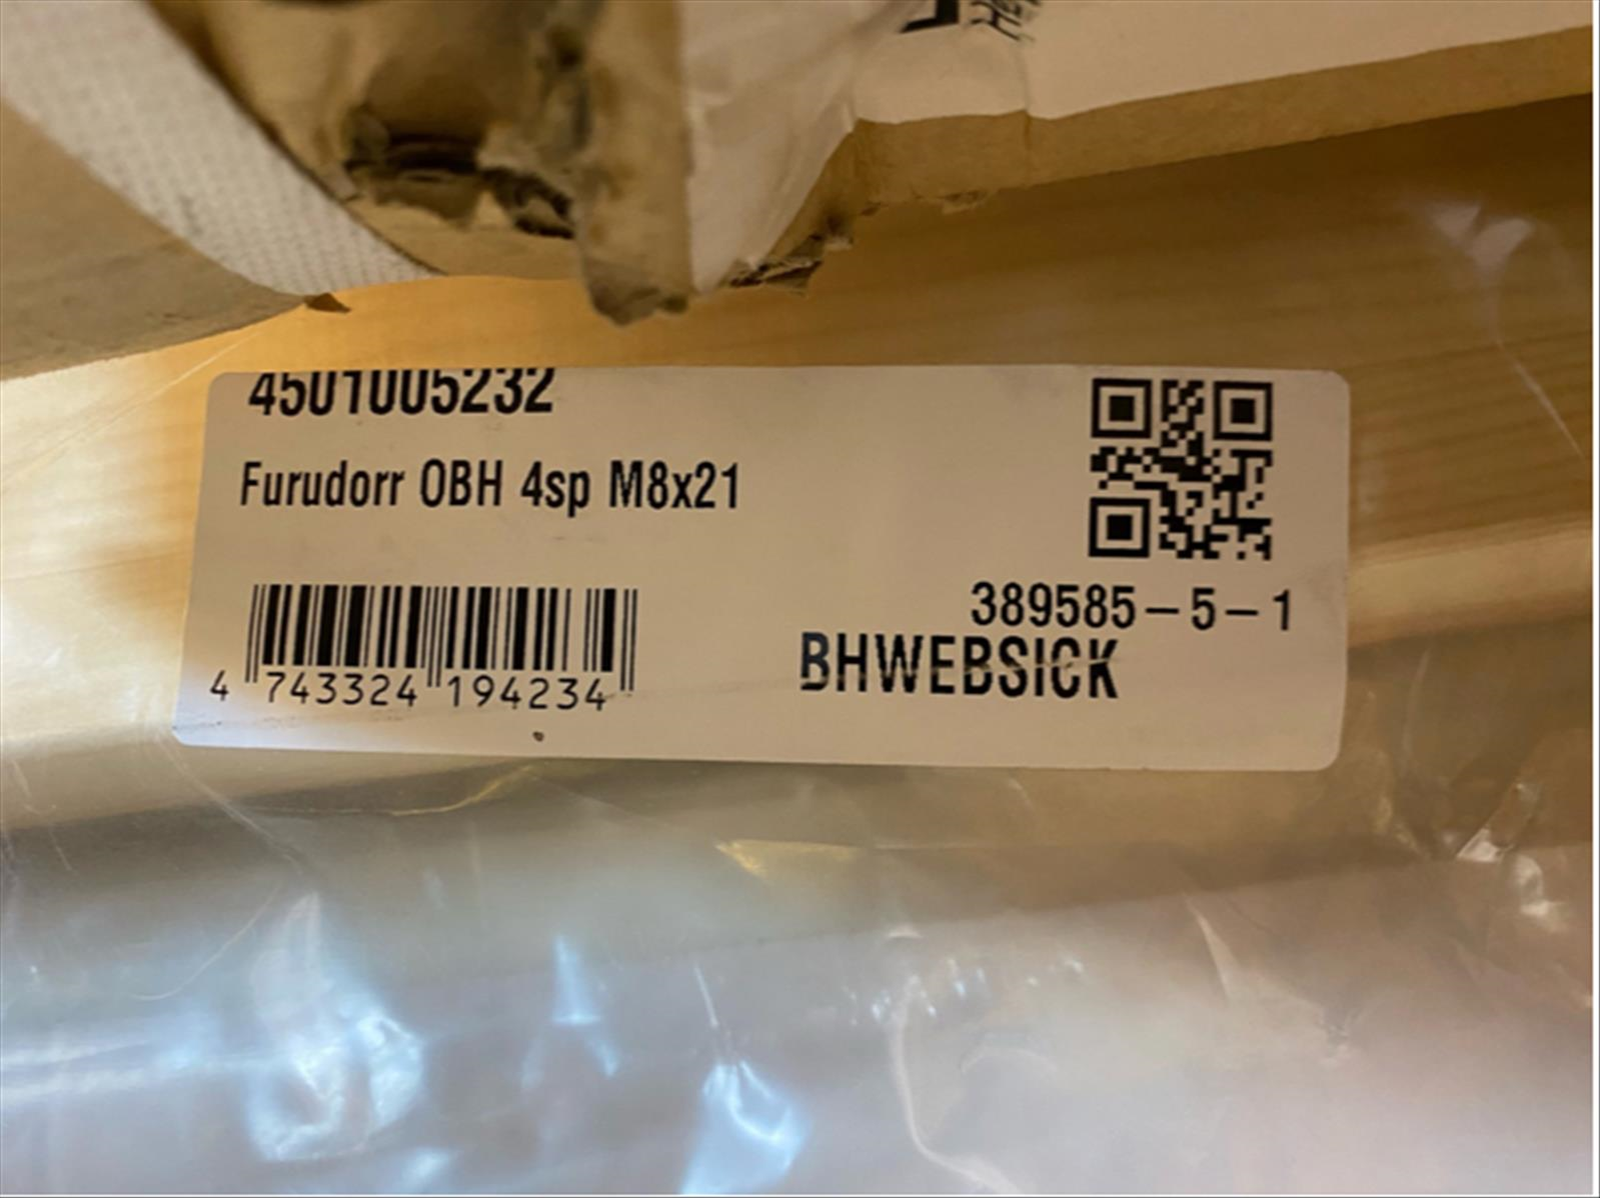 4501005232
Furudorr OBH 4sp M8x21
389585-5-1
BHWEBSICK
4 743324 194234